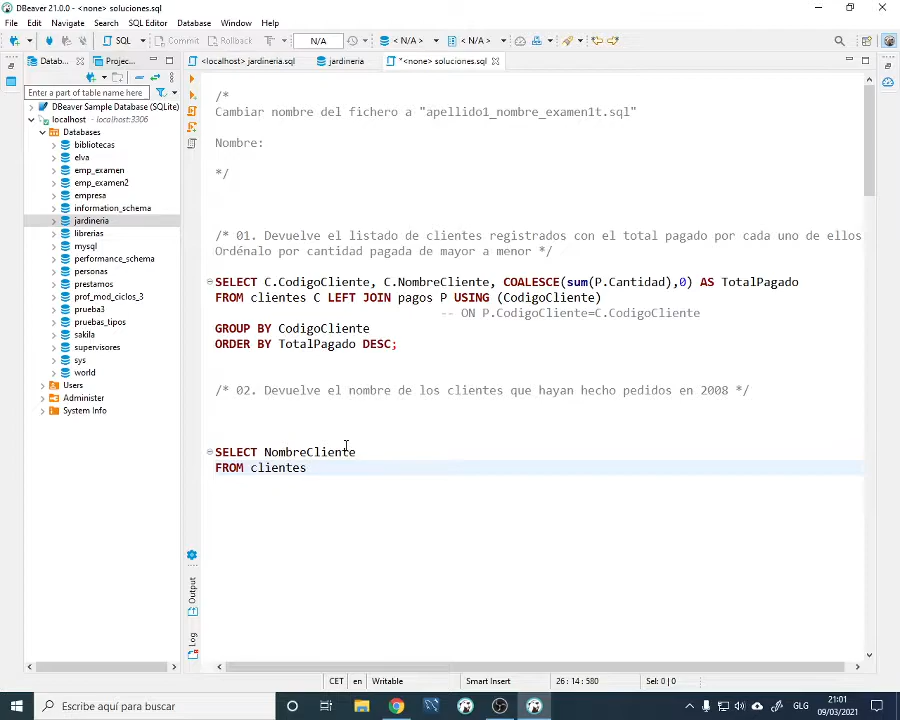 DBeaver 21.0.0 - <none> soluciones.sql
File Edit Navigate Search SQL Editor Database Window Help
SQL Commit Rollback T N/A < N/A > < N/A >
Datab... Projec... <localhost> jardineria.sql jardineria *<none> soluciones.sql
Enter a part of table name here
DBeaver Sample Database (SQLite)
localhost - localhost:3306
Databases
bibliotecas
elva
emp_examen
emp_examen2
empresa
information_schema
jardineria
librerias
mysql
performance_schema
personas
prestamos
prof_mod_ciclos_3
prueba3
pruebas_tipos
sakila
supervisores
sys
world
Users
Administer
System Info
/*
Cambiar nombre del fichero a "apellido1_nombre_examen1t.sql"
Nombre:
*/
/* 01. Devuelve el listado de clientes registrados con el total pagado por cada uno de ellos
Ordénalo por cantidad pagada de mayor a menor */
SELECT C.CodigoCliente, C.NombreCliente, COALESCE(sum(P.Cantidad),0) AS TotalPagado
FROM clientes C LEFT JOIN pagos P USING (CodigoCliente)
-- ON P.CodigoCliente=C.CodigoCliente
GROUP BY CodigoCliente
ORDER BY TotalPagado DESC;
/* 02. Devuelve el nombre de los clientes que hayan hecho pedidos en 2008 */
SELECT NombreCliente
FROM clientes
Output
Log
CET en Writable Smart Insert 26 : 14 : 580 Sel: 0 | 0
Escribe aquí para buscar
GLG
21:01
09/03/2021